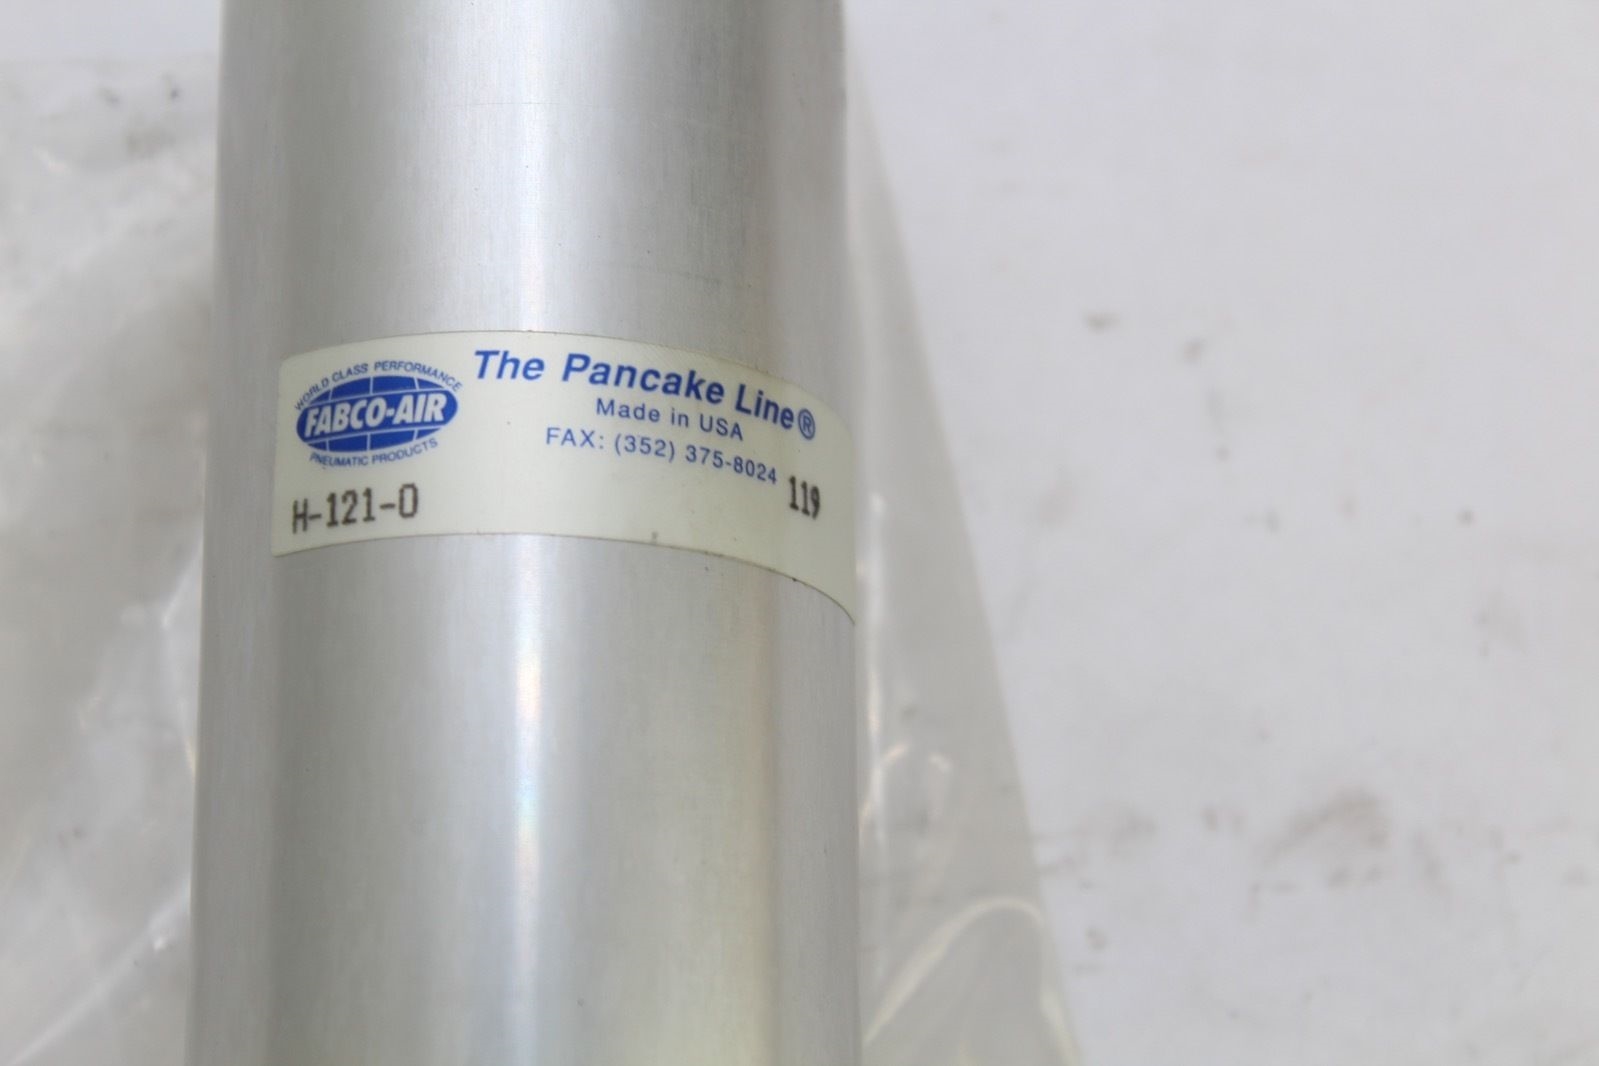 WORLD CLASS PERFORMANCE
FABCO-AIR
PNEUMATIC PRODUCTS
The Pancake Line®
Made in USA
FAX: (352) 375-8024
H-121-O 119